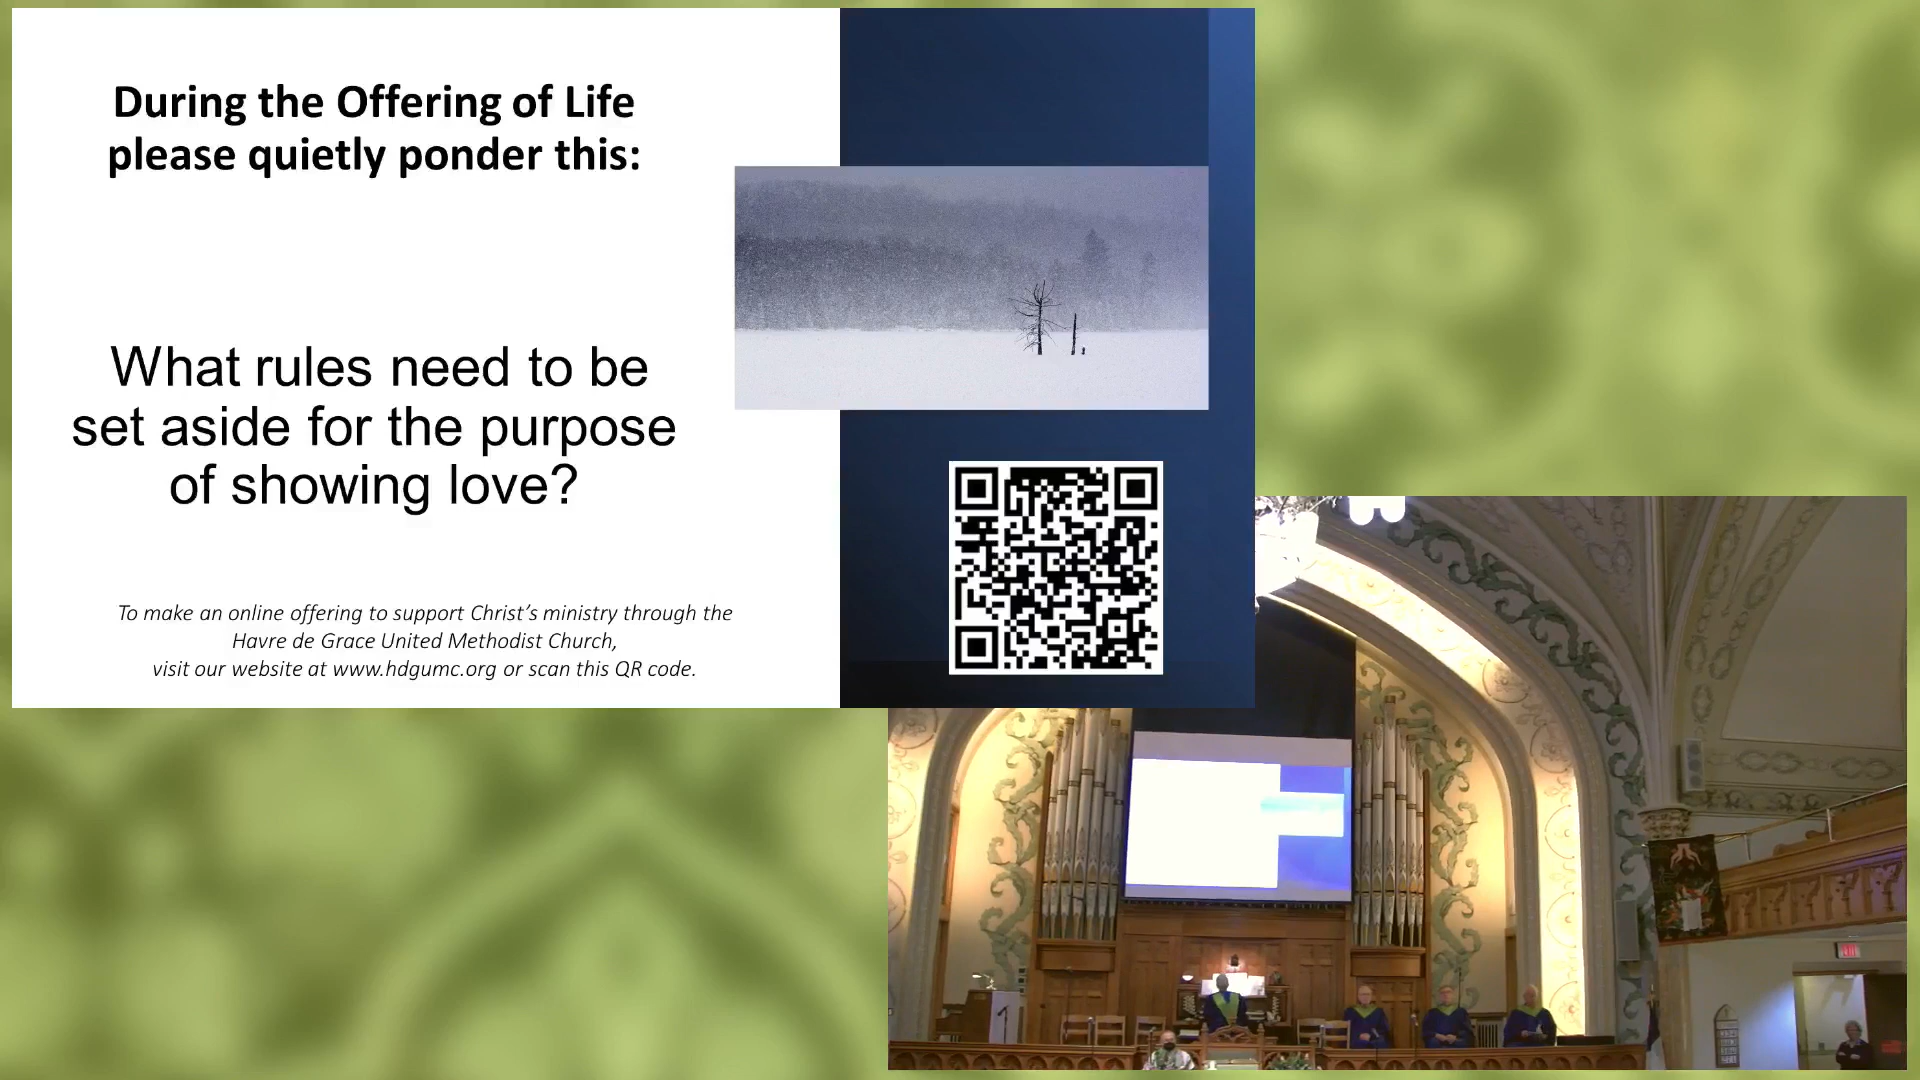 During the Offering of Life
please quietly ponder this:
What rules need to be
set aside for the purpose
of showing love?
To make an online offering to support Christ’s ministry through the
Havre de Grace United Methodist Church,
visit our website at www.hdgumc.org or scan this QR code.
EXIT